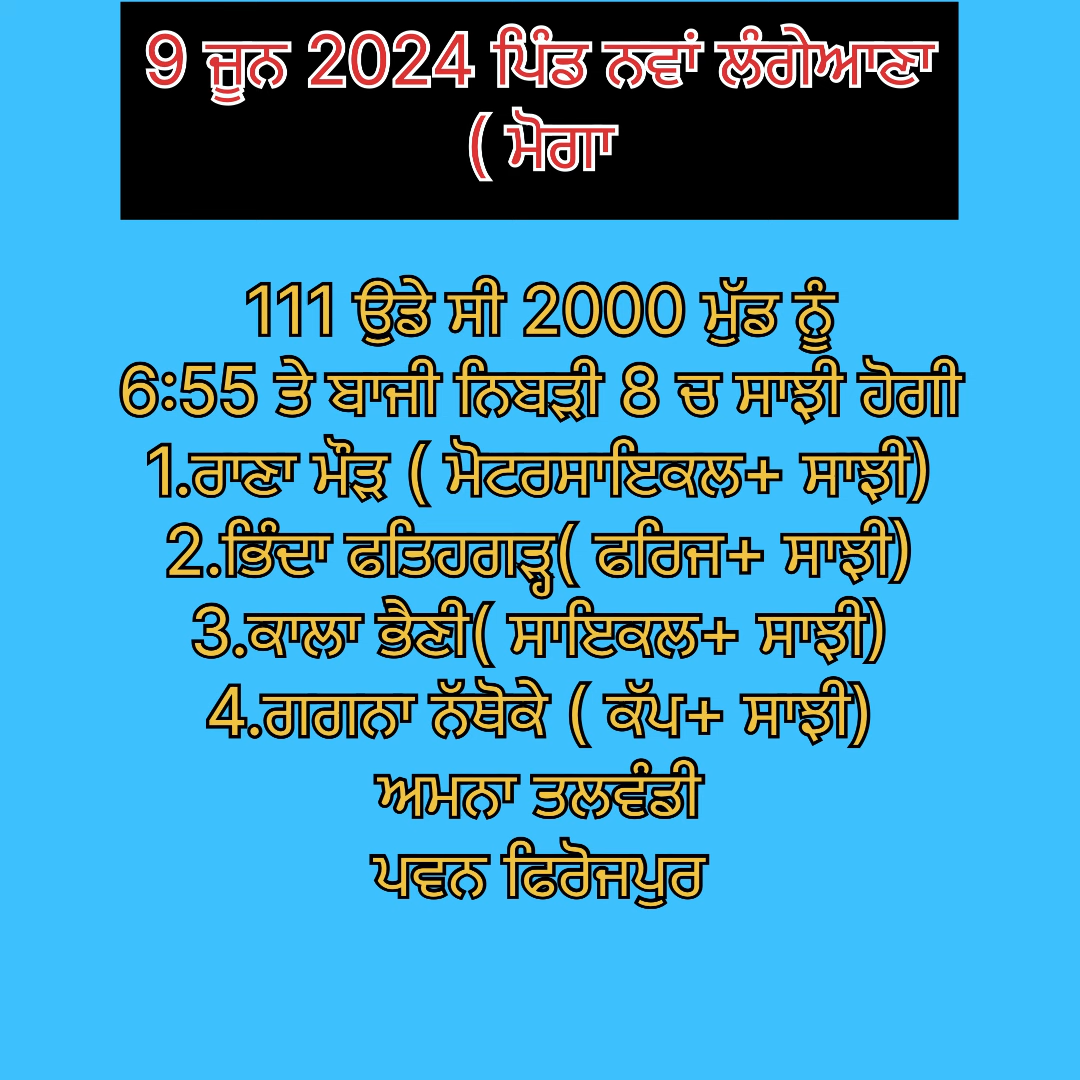 9 ਜੂਨ 2024 ਪਿੰਡ ਨਵਾਂ ਲੰਗੇਆਣਾ
( ਮੋਗਾ
111 ਉਡੇ ਸੀ 2000 ਮੁੱਡ ਨੂੰ
6:55 ਤੇ ਬਾਜੀ ਨਿਬੜੀ 8 ਚ ਸਾਝੀ ਹੋਗੀ
1.ਰਾਣਾ ਮੌੜ ( ਮੋਟਰਸਾਇਕਲ+ ਸਾਝੀ)
2.ਭਿੰਦਾ ਫਤਿਹਗੜ੍ਹ( ਫਰਿਜ+ ਸਾਝੀ)
3.ਕਾਲਾ ਭੈਣੀ( ਸਾਇਕਲ+ ਸਾਝੀ)
4.ਗਗਨਾ ਨੱਥੋਕੇ ( ਕੱਪ+ ਸਾਝੀ)
ਅਮਨਾ ਤਲਵੰਡੀ
ਪਵਨ ਫਿਰੋਜਪੁਰ